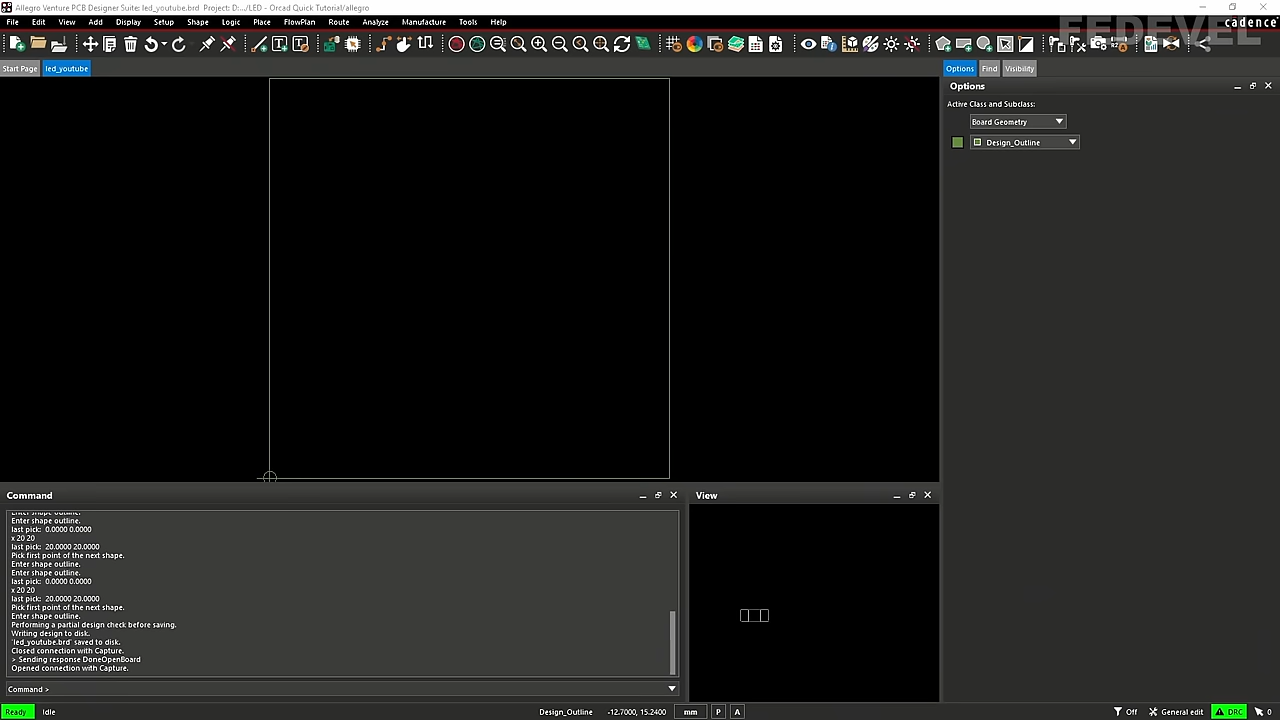 Allegro Venture PCB Designer Suite: led_youtube.brd  Project: D:.../LED - Orcad Quick Tutorial/allegro
File Edit View Add Display Setup Shape Logic Place FlowPlan Route Analyze Manufacture Tools Help
cadence
FEDEVEL
Start Page led_youtube
Options Find Visibility
Options
Active Class and Subclass:
Board Geometry
Design_Outline
Command
Enter shape outline.
Enter shape outline.
last pick:  0.0000 0.0000
x 20 20
last pick:  20.0000 20.0000
Pick first point of the next shape.
Enter shape outline.
Enter shape outline.
last pick:  0.0000 0.0000
x 20 20
last pick:  20.0000 20.0000
Pick first point of the next shape.
Enter shape outline.
Performing a partial design check before saving.
Writing design to disk.
'led_youtube.brd' saved to disk.
Closed connection with Capture.
> Sending response DoneOpenBoard
Opened connection with Capture.
Command >
View
Ready Idle Design_Outline -12.7000, 15.2400 mm P A Off General edit DRC 0